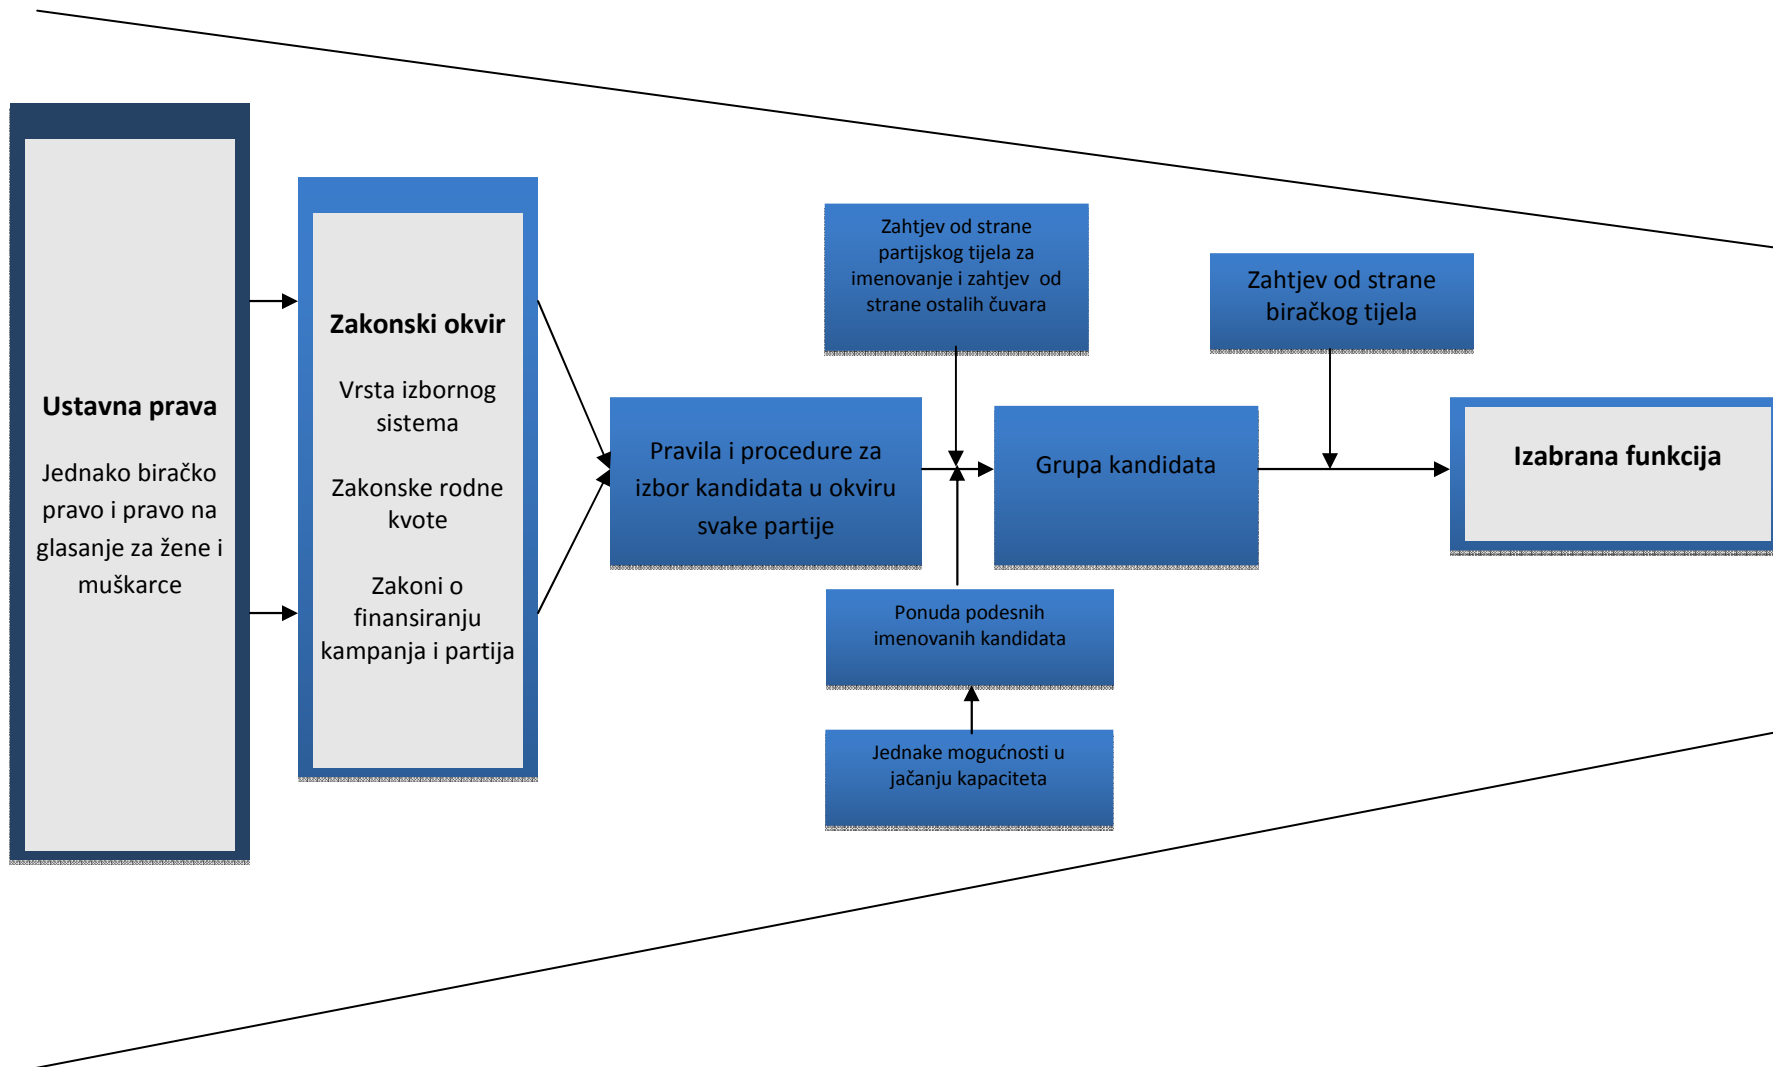 Ustavna prava
Jednako biračko
pravo i pravo na
glasanje za žene i
muškarce
Zakonski okvir
Vrsta izbornog
sistema
Zakonske rodne
kvote
Zakoni o
finansiranju
kampanja i partija
Pravila i procedure za
izbor kandidata u okviru
svake partije
Zahtjev od strane
partijskog tijela za
imenovanje i zahtjev  od
strane ostalih čuvara
Ponuda podesnih
imenovanih kandidata
Jednake mogućnosti u
jačanju kapaciteta
Grupa kandidata
Zahtjev od strane
biračkog tijela
Izabrana funkcija